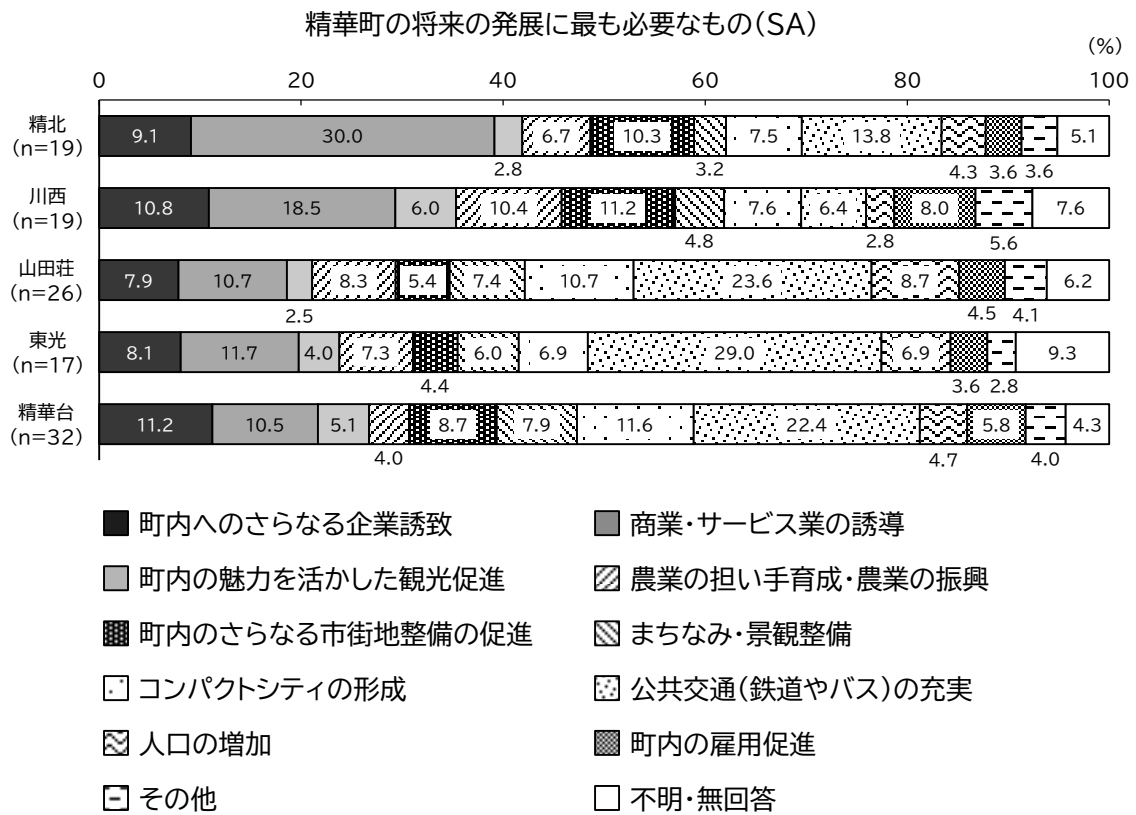 精華町の将来の発展に最も必要なもの(SA)
(%)
0 20 40 60 80 100
精北
(n=19)
9.1 30.0 6.7 10.3 7.5 13.8 5.1
2.8 3.2 4.3 3.6 3.6
川西
(n=19)
10.8 18.5 6.0 10.4 11.2 7.6 6.4 8.0 7.6
4.8 2.8 5.6
山田荘
(n=26)
7.9 10.7 8.3 5.4 7.4 10.7 23.6 8.7 6.2
2.5 4.5 4.1
東光
(n=17)
8.1 11.7 4.0 7.3 6.0 6.9 29.0 6.9 9.3
4.4 3.6 2.8
精華台
(n=32)
11.2 10.5 5.1 8.7 7.9 11.6 22.4 5.8 4.3
4.0 4.7 4.0
町内へのさらなる企業誘致
商業・サービス業の誘導
町内の魅力を活かした観光促進
農業の担い手育成・農業の振興
町内のさらなる市街地整備の促進
まちなみ・景観整備
コンパクトシティの形成
公共交通(鉄道やバス)の充実
人口の増加
町内の雇用促進
その他
不明・無回答